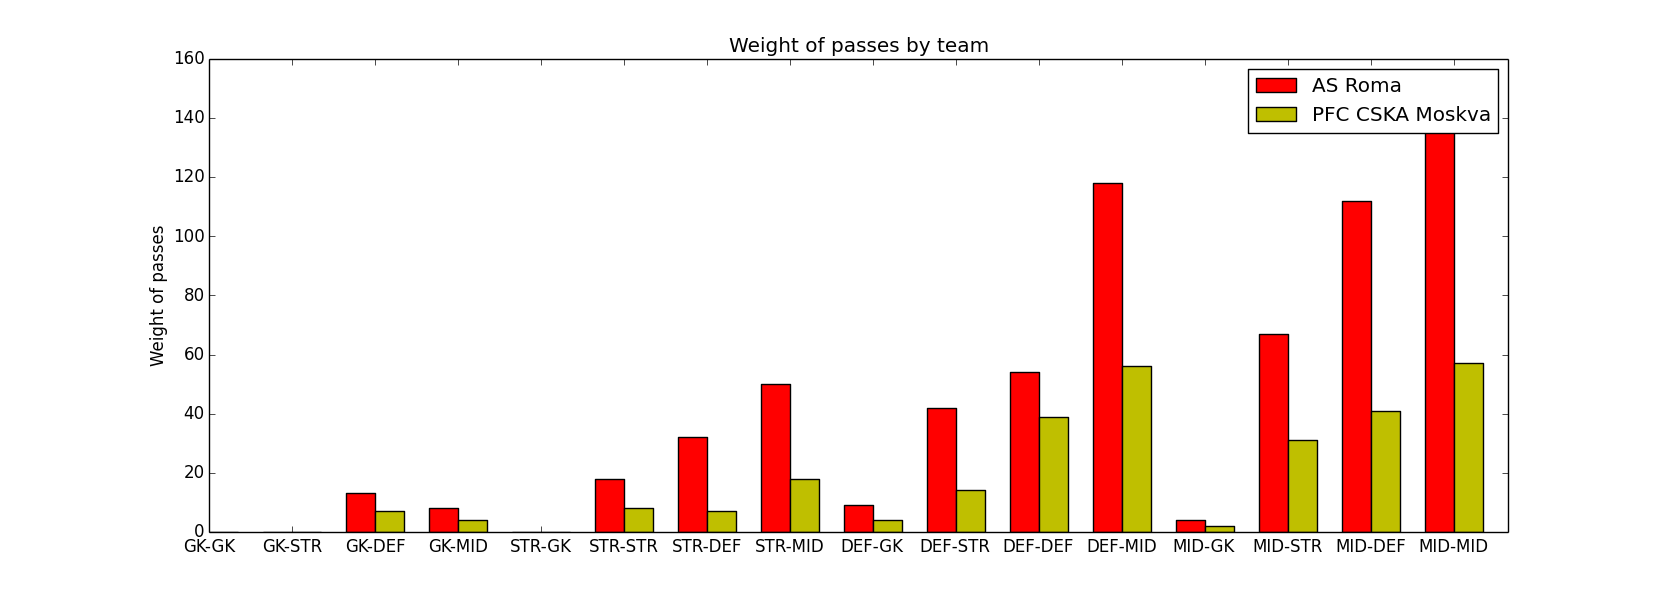 Weight of passes by team
160
140
120
100
80
60
40
20
0
Weight of passes
AS Roma
PFC CSKA Moskva
GK-GK GK-STR GK-DEF GK-MID STR-GK STR-STR STR-DEF STR-MID DEF-GK DEF-STR DEF-DEF DEF-MID MID-GK MID-STR MID-DEF MID-MID